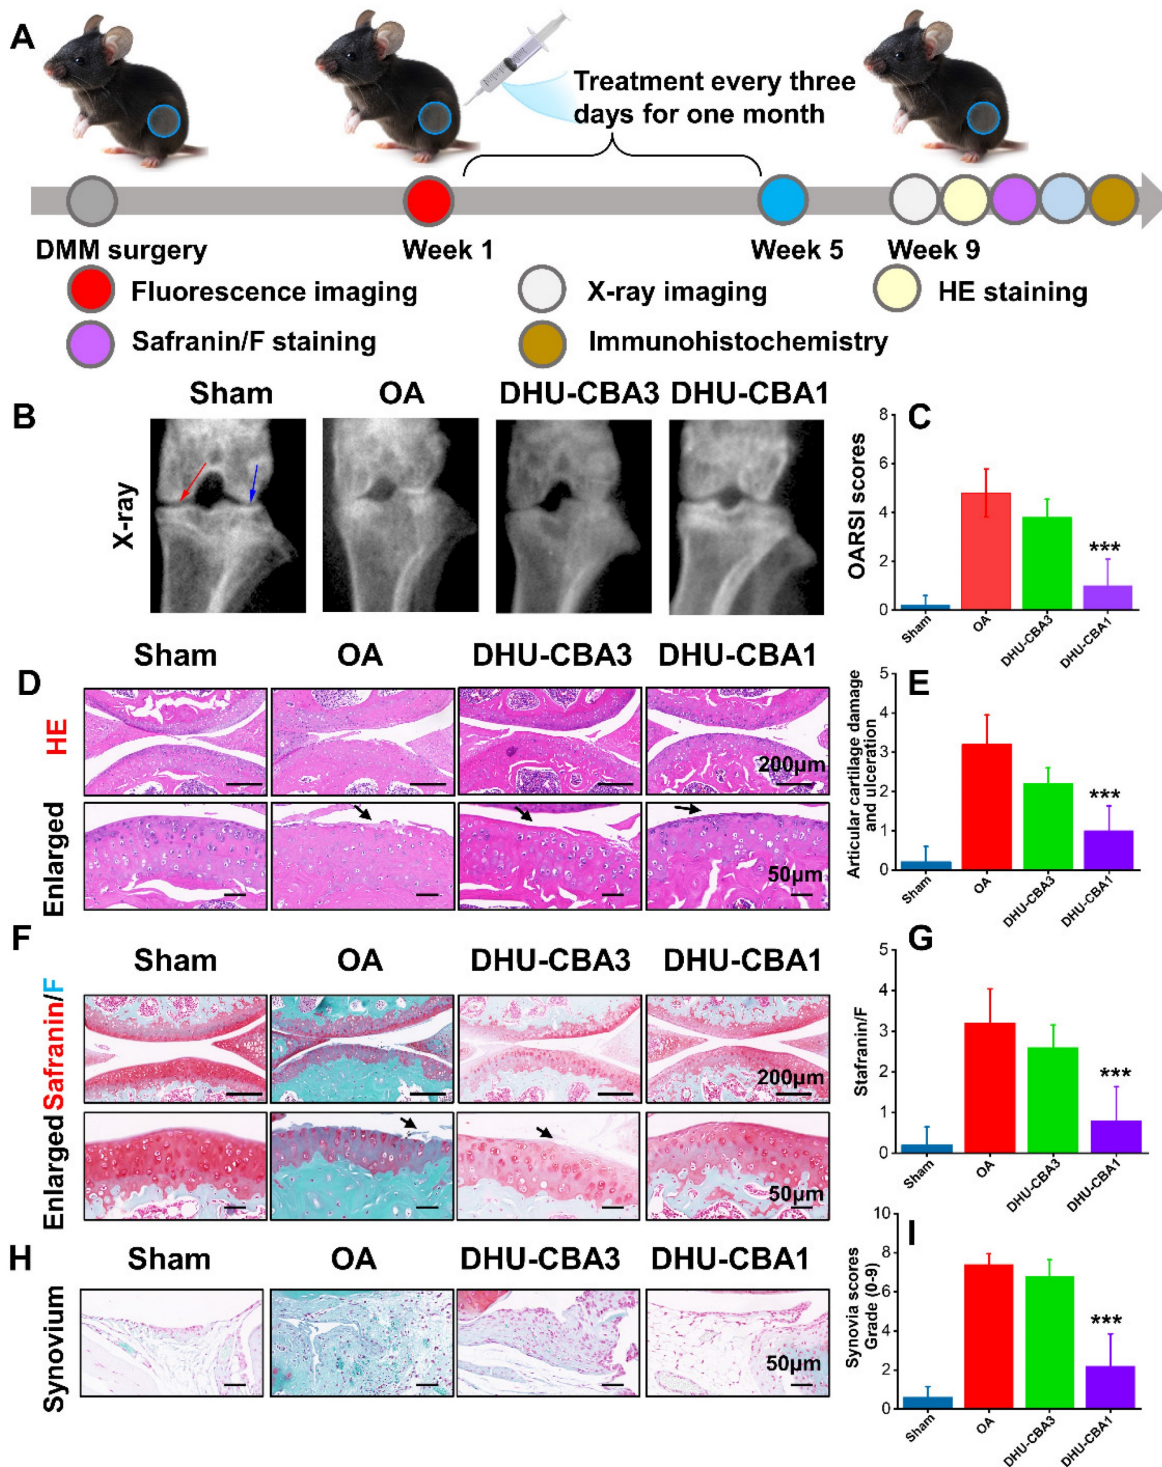 A
Treatment every three
days for one month
DMM surgery
Week 1
Week 5
Week 9
Fluorescence imaging
X-ray imaging
HE staining
Safranin/F staining
Immunohistochemistry
B
Sham
OA
DHU-CBA3
DHU-CBA1
X-ray
C
OARSI scores
8
6
4
2
0
***
Sham
OA
DHU-CBA3
DHU-CBA1
D
Sham
OA
DHU-CBA3
DHU-CBA1
HE
200μm
Enlarged
50μm
E
Articular cartilage damage
and ulceration
5
4
3
2
1
0
***
Sham
OA
DHU-CBA3
DHU-CBA1
F
Sham
OA
DHU-CBA3
DHU-CBA1
Safranin/F
200μm
Enlarged
50μm
G
Stafranin/F
5
4
3
2
1
0
***
Sham
OA
DHU-CBA3
DHU-CBA1
H
Sham
OA
DHU-CBA3
DHU-CBA1
Synovium
50μm
I
Synovia scores
Grade (0-9)
10
8
6
4
2
0
***
Sham
OA
DHU-CBA3
DHU-CBA1